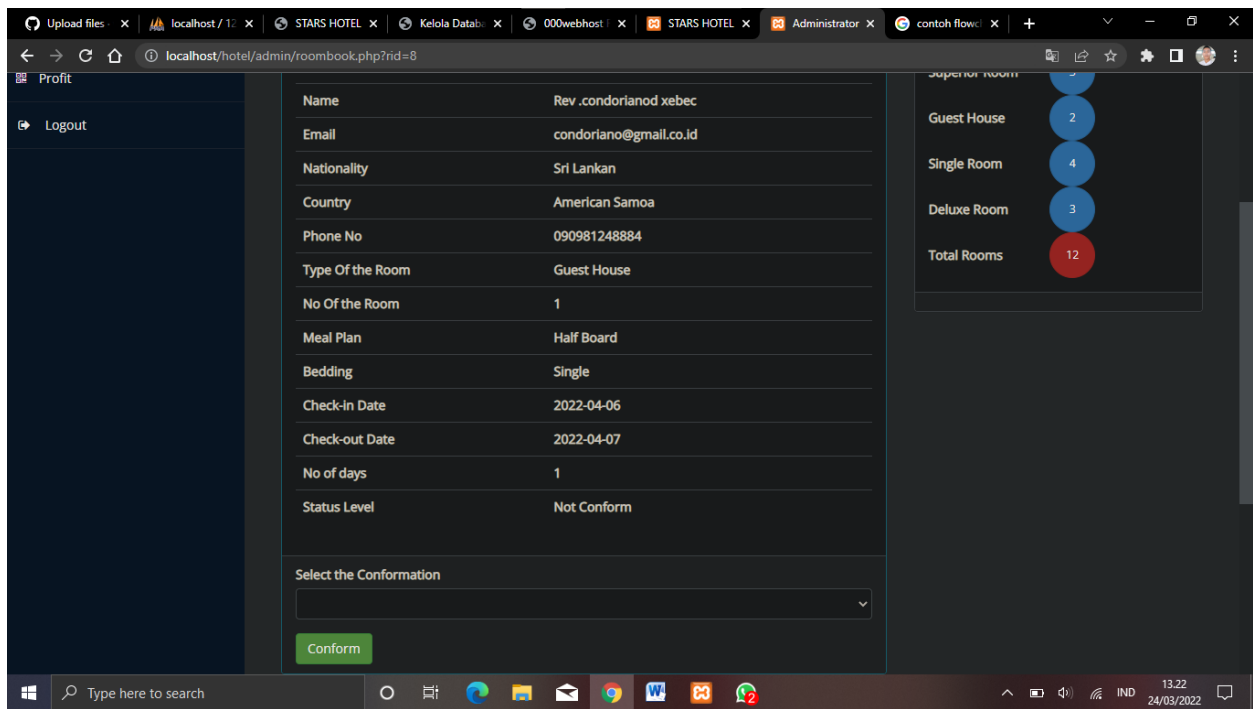 Upload files -
localhost / 12
STARS HOTEL
Kelola Databa
000webhost F
STARS HOTEL
Administrator
contoh flowch
localhost/hotel/admin/roombook.php?rid=8
Profit
Logout
Name Rev .condorianod xebec
Email condoriano@gmail.co.id
Nationality Sri Lankan
Country American Samoa
Phone No 090981248884
Type Of the Room Guest House
No Of the Room 1
Meal Plan Half Board
Bedding Single
Check-in Date 2022-04-06
Check-out Date 2022-04-07
No of days 1
Status Level Not Conform
Select the Conformation
Conform
Superior Room
Guest House 2
Single Room 4
Deluxe Room 3
Total Rooms 12
Type here to search
2
IND
13.22
24/03/2022